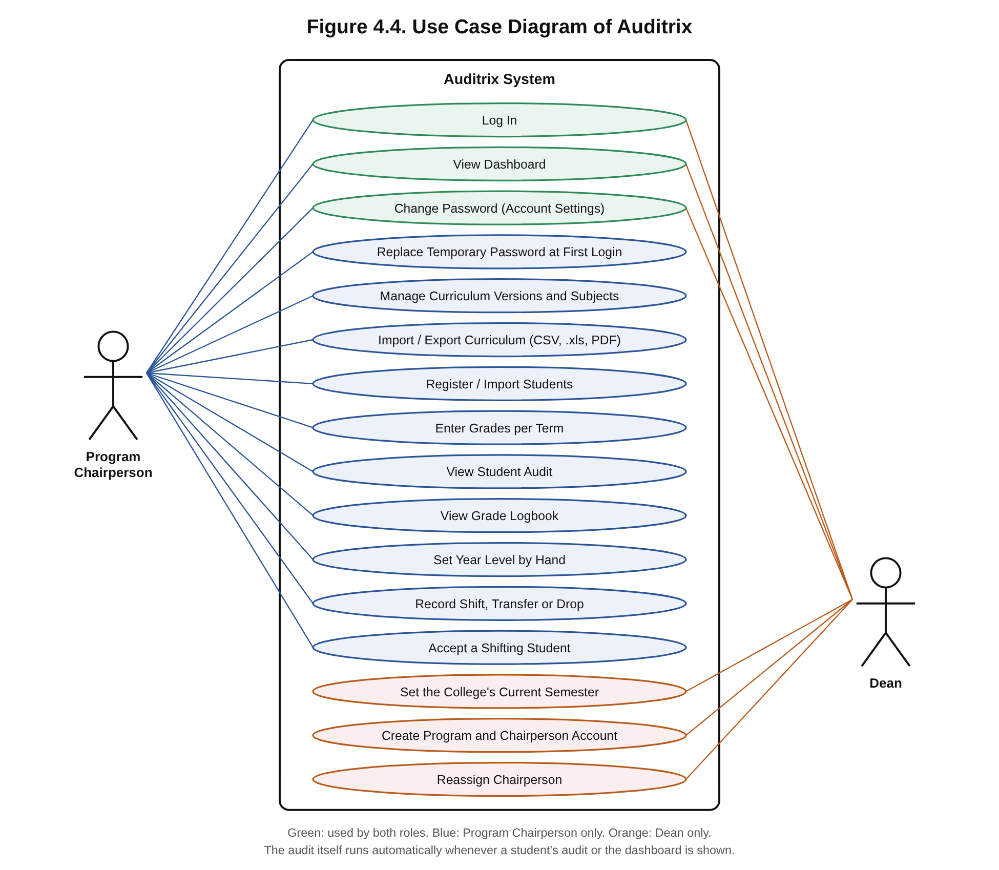 Figure 4.4. Use Case Diagram of Auditrix
Auditrix System
Log In
View Dashboard
Change Password (Account Settings)
Replace Temporary Password at First Login
Manage Curriculum Versions and Subjects
Import / Export Curriculum (CSV, .xls, PDF)
Register / Import Students
Enter Grades per Term
View Student Audit
View Grade Logbook
Set Year Level by Hand
Record Shift, Transfer or Drop
Accept a Shifting Student
Set the College's Current Semester
Create Program and Chairperson Account
Reassign Chairperson
Program
Chairperson
Dean
Green: used by both roles. Blue: Program Chairperson only. Orange: Dean only.
The audit itself runs automatically whenever a student's audit or the dashboard is shown.